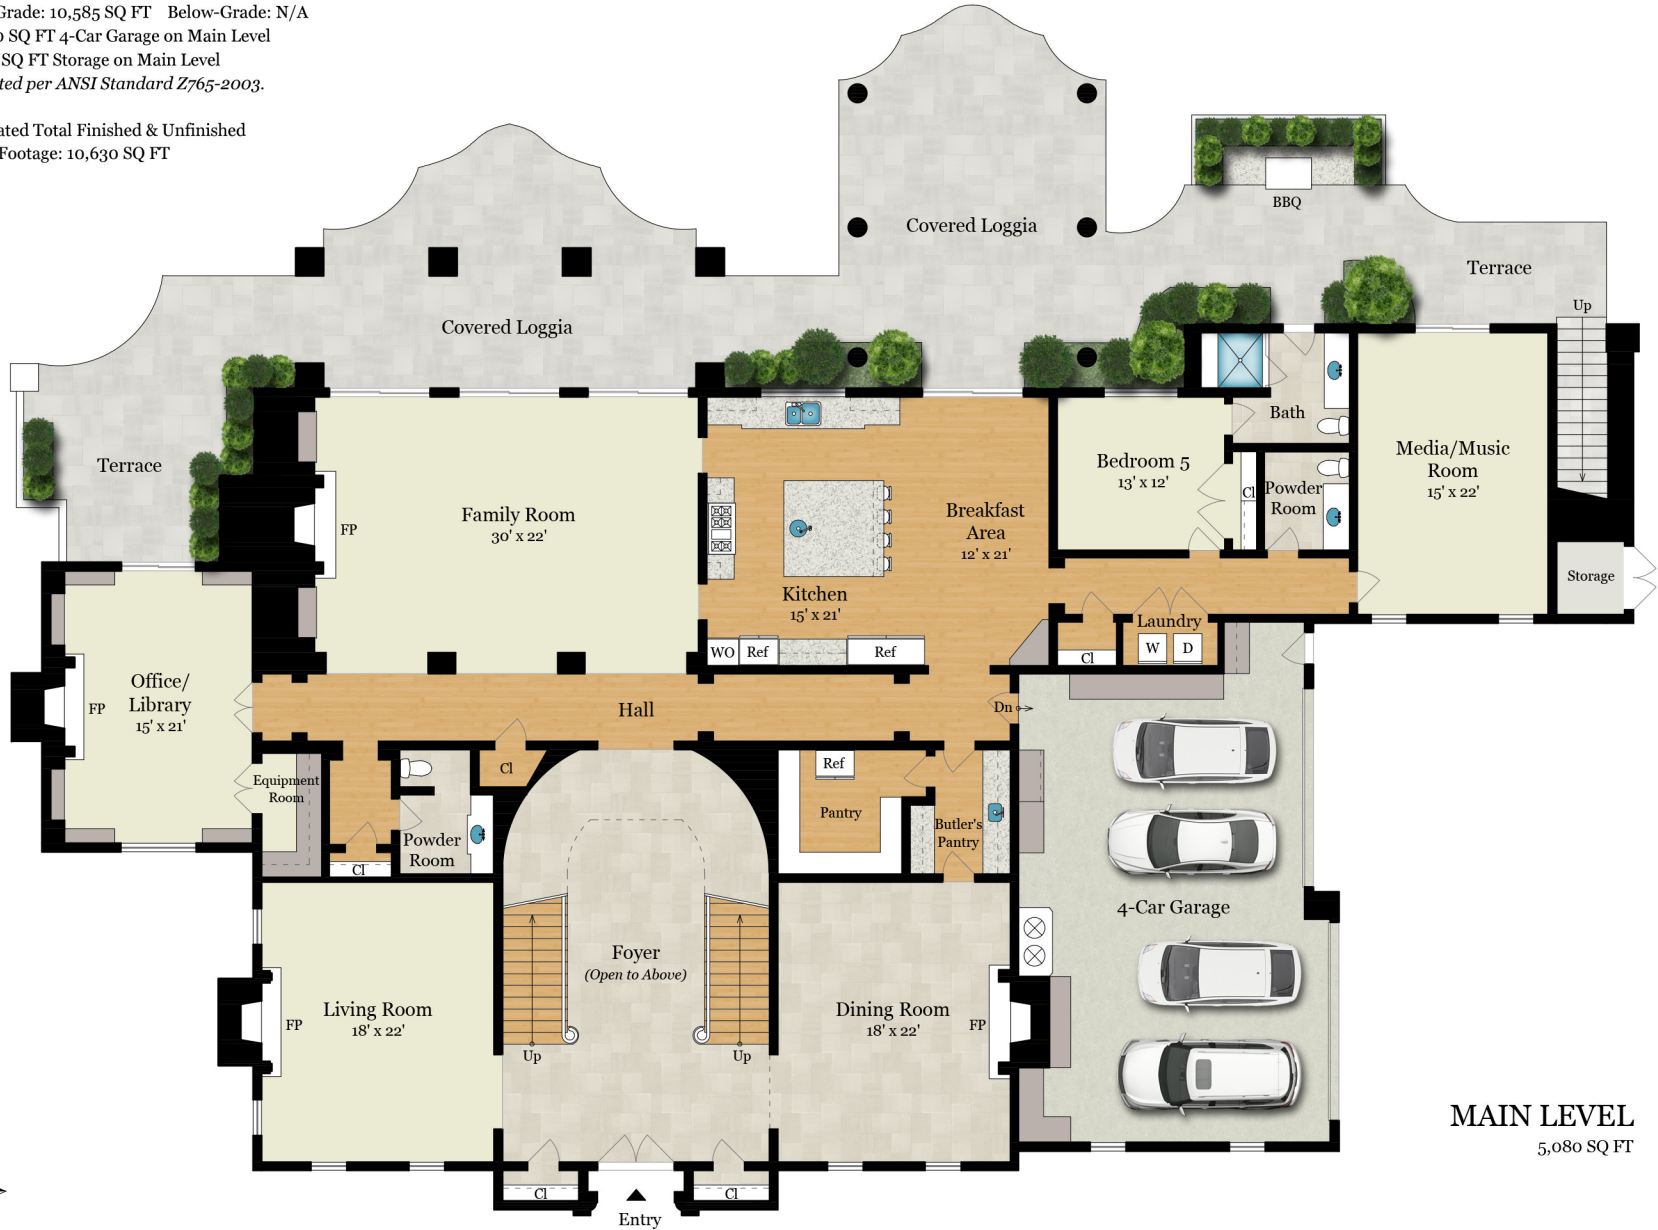 Grade: 10,585 SQ FT Below-Grade: N/A
SQ FT 4-Car Garage on Main Level
SQ FT Storage on Main Level
per ANSI Standard Z765-2003.
Total Finished & Unfinished
Footage: 10,630 SQ FT
BBQ
Covered Loggia
Terrace
Up
Covered Loggia
Bath
Terrace
Media/Music
Room
15' x 22'
Bedroom 5
13' x 12'
Cl
Powder
Room
Family Room
30' x 22'
FP
Breakfast
Area
12' x 21'
Kitchen
15' x 21'
Storage
Laundry
W
D
Cl
WO
Ref
Ref
Office/
Library
15' x 21'
FP
Hall
Dn
Equipment
Room
Cl
Ref
Pantry
Butler's
Pantry
Powder
Room
Cl
4-Car Garage
Foyer
(Open to Above)
Living Room
18' x 22'
FP
Dining Room
18' x 22'
FP
Up
Up
Cl
Cl
Entry
MAIN LEVEL
5,080 SQ FT